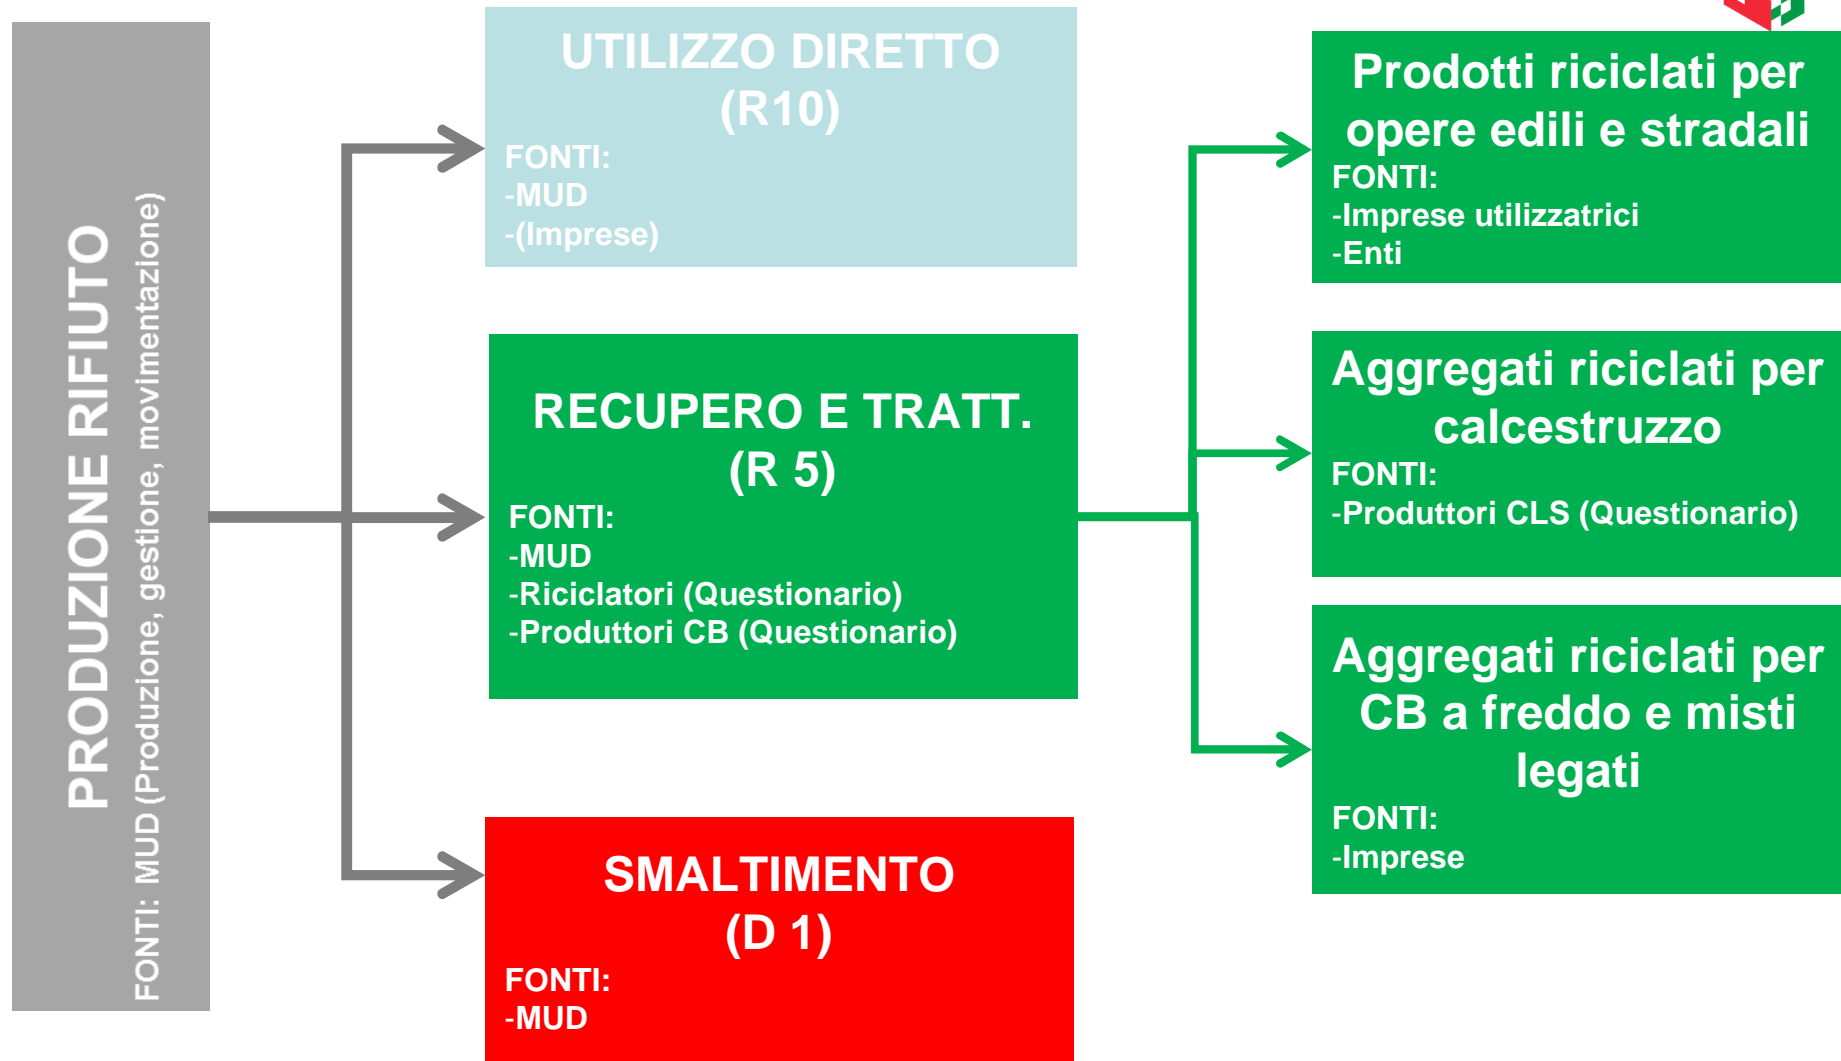 PRODUZIONE RIFIUTO
FONTI: MUD (Produzione, gestione, movimentazione)
UTILIZZO DIRETTO
(R10)
FONTI:
-MUD
-(Imprese)
RECUPERO E TRATT.
(R 5)
FONTI:
-MUD
-Riciclatori (Questionario)
-Produttori CB (Questionario)
SMALTIMENTO
(D 1)
FONTI:
-MUD
Prodotti riciclati per
opere edili e stradali
FONTI:
-Imprese utilizzatrici
-Enti
Aggregati riciclati per
calcestruzzo
FONTI:
-Produttori CLS (Questionario)
Aggregati riciclati per
CB a freddo e misti
legati
FONTI:
-Imprese